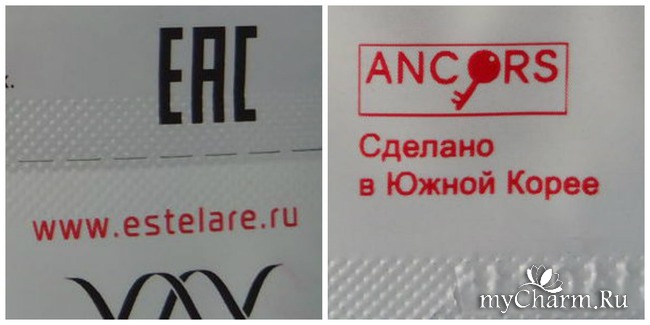 к.
EAC
www.estelare.ru
ANCORS
Сделано
в Южной Корее
myCharm.Ru